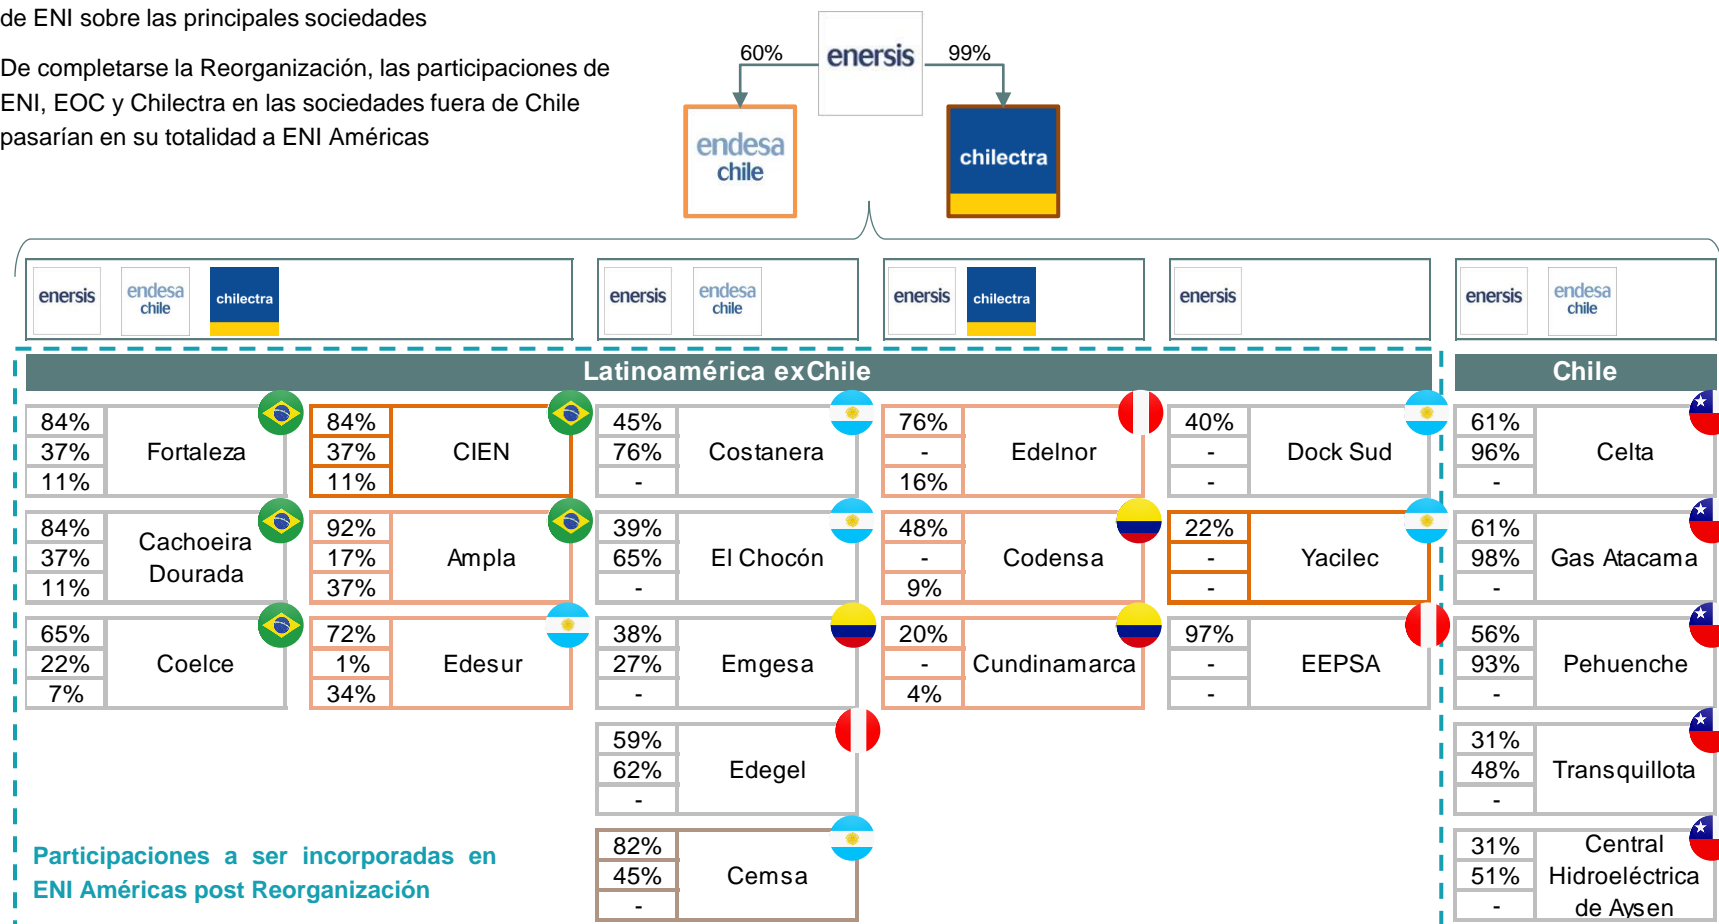 de ENI sobre las principales sociedades
De completarse la Reorganización, las participaciones de
ENI, EOC y Chilectra en las sociedades fuera de Chile
pasarían en su totalidad a ENI Américas
60%
enersis
99%
endesa
chile
chilectra
enersis
endesa
chile
chilectra
enersis
endesa
chile
enersis
chilectra
enersis
enersis
endesa
chile
Latinoamérica exChile
Chile
84%
37%
11%
Fortaleza
84%
37%
11%
CIEN
45%
76%
-
Costanera
76%
-
16%
Edelnor
40%
-
-
Dock Sud
61%
96%
-
Celta
84%
37%
11%
Cachoeira
Dourada
92%
17%
37%
Ampla
39%
65%
-
El Chocón
48%
-
9%
Codensa
22%
-
-
Yacilec
61%
98%
-
Gas Atacama
65%
22%
7%
Coelce
72%
1%
34%
Edesur
38%
27%
-
Emgesa
20%
-
4%
Cundinamarca
97%
-
-
EEPSA
56%
93%
-
Pehuenche
59%
62%
-
Edegel
31%
48%
-
Transquillota
82%
45%
-
Cemsa
31%
51%
-
Central
Hidroeléctrica
de Aysen
Participaciones a ser incorporadas en
ENI Américas post Reorganización